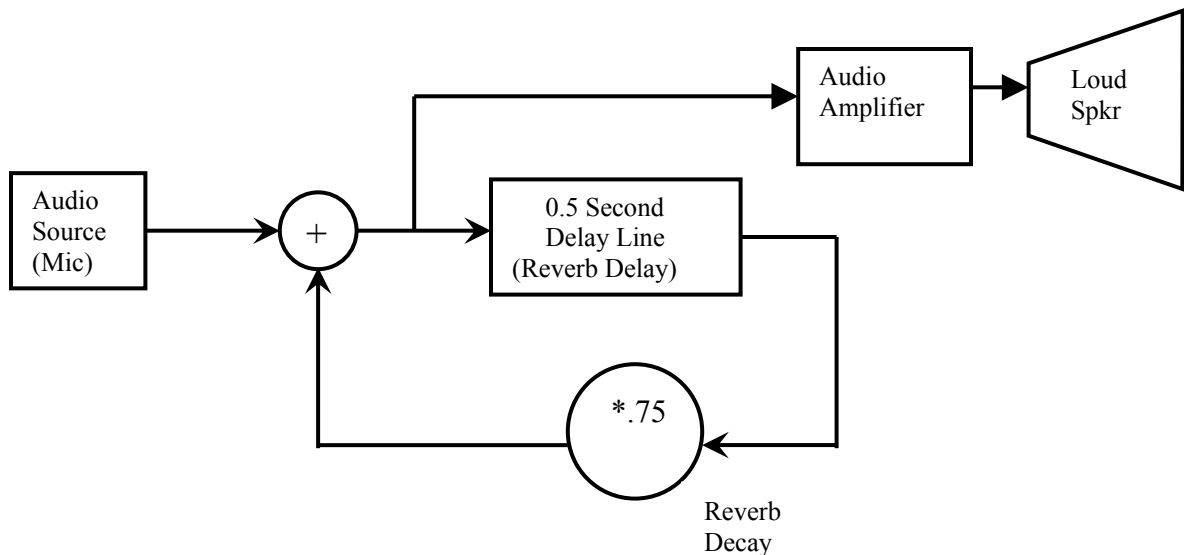 Audio
Amplifier
Loud
Spkr
Audio
Source
(Mic)
+
0.5 Second
Delay Line
(Reverb Delay)
*.75
Reverb
Decay